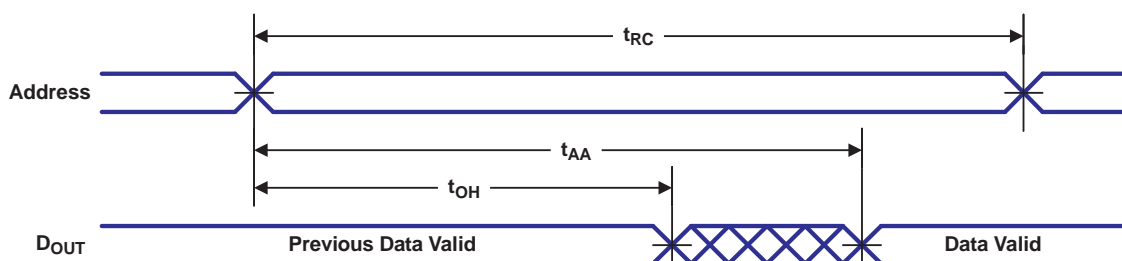 tRC
Address
tAA
tOH
DOUT
Previous Data Valid
Data Valid